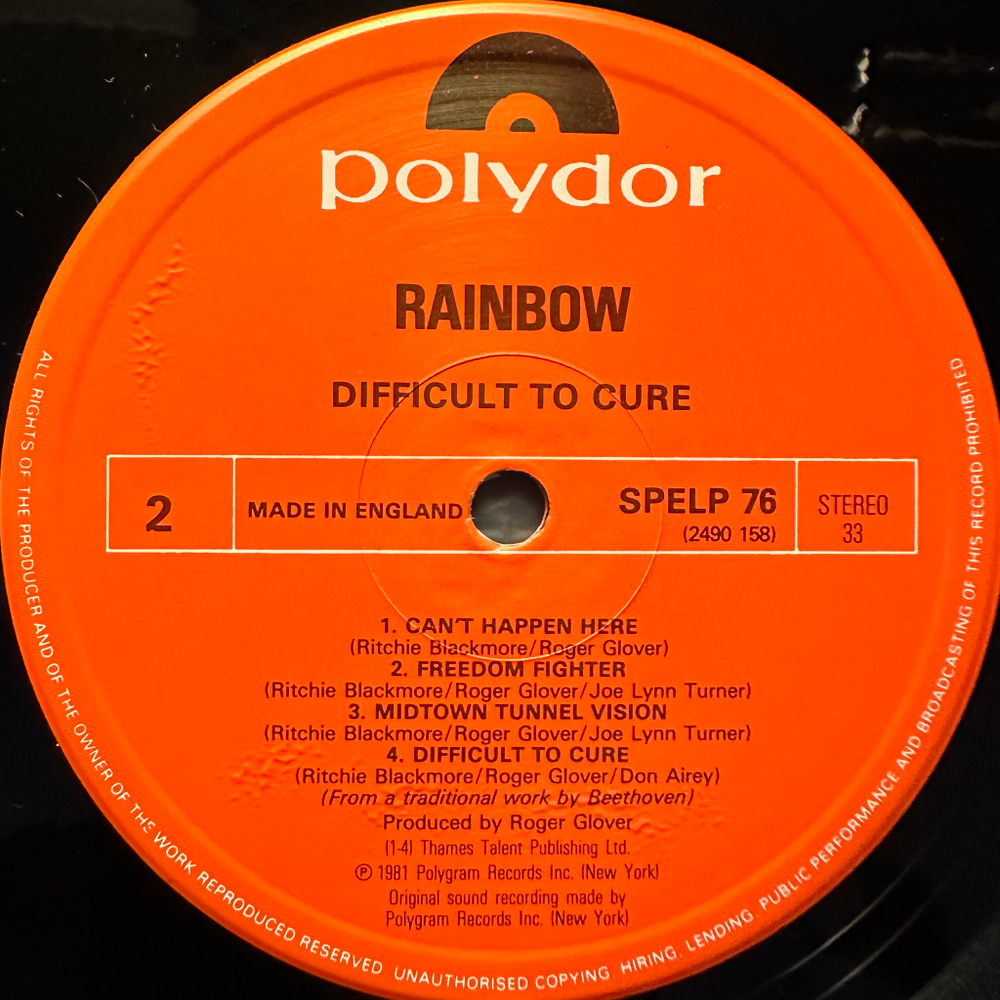 polydor
RAINBOW
DIFFICULT TO CURE
2
MADE IN ENGLAND
SPELP 76
(2490 158)
STEREO
33
1. CAN'T HAPPEN HERE
(Ritchie Blackmore/Roger Glover)
2. FREEDOM FIGHTER
(Ritchie Blackmore/Roger Glover/Joe Lynn Turner)
3. MIDTOWN TUNNEL VISION
(Ritchie Blackmore/Roger Glover/Joe Lynn Turner)
4. DIFFICULT TO CURE
(Ritchie Blackmore/Roger Glover/Don Airey)
(From a traditional work by Beethoven)
Produced by Roger Glover
(1-4) Thames Talent Publishing Ltd.
℗ 1981 Polygram Records Inc. (New York)
Original sound recording made by
Polygram Records Inc. (New York)
ALL RIGHTS OF THE PRODUCER AND OF THE OWNER OF THE WORK REPRODUCED RESERVED UNAUTHORISED COPYING, HIRING, LENDING, PUBLIC PERFORMANCE AND BROADCASTING OF THIS RECORD PROHIBITED